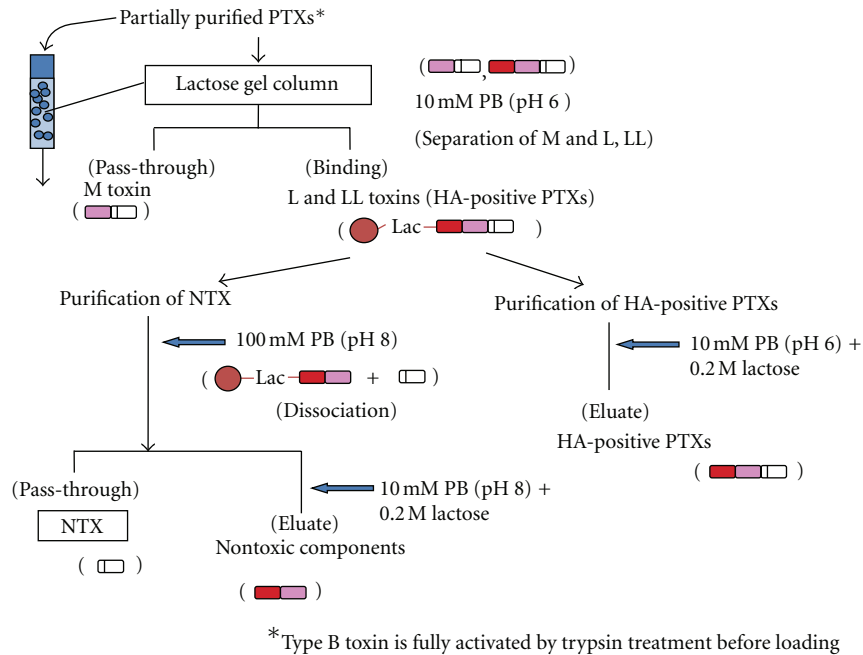 Partially purified PTXs*
Lactose gel column
( , )
10 mM PB (pH 6 )
(Separation of M and L, LL)
(Pass-through)
M toxin
( )
(Binding)
L and LL toxins (HA-positive PTXs)
( Lac )
Purification of NTX
Purification of HA-positive PTXs
100 mM PB (pH 8)
( Lac + )
(Dissociation)
10 mM PB (pH 6) +
0.2 M lactose
(Eluate)
HA-positive PTXs
( )
(Pass-through)
NTX
( )
10 mM PB (pH 8) +
0.2 M lactose
(Eluate)
Nontoxic components
( )
*Type B toxin is fully activated by trypsin treatment before loading